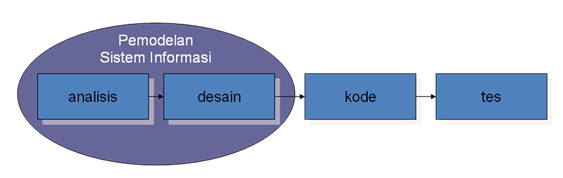 Pemodelan
Sistem Informasi
analisis
desain
kode
tes